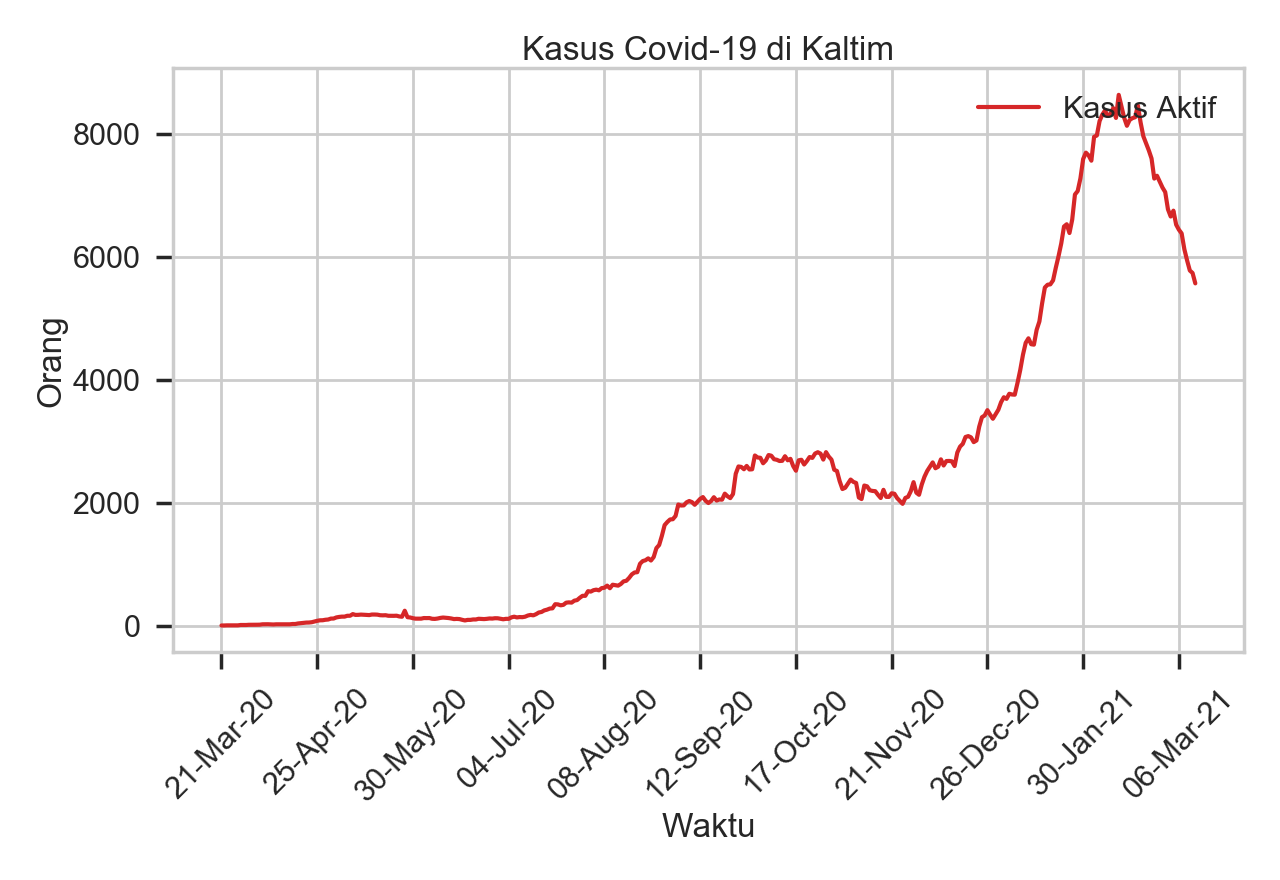 Kasus Covid-19 di Kaltim
Kasus Aktif
Orang
8000
6000
4000
2000
0
21-Mar-20
25-Apr-20
30-May-20
04-Jul-20
08-Aug-20
12-Sep-20
17-Oct-20
21-Nov-20
26-Dec-20
30-Jan-21
06-Mar-21
Waktu